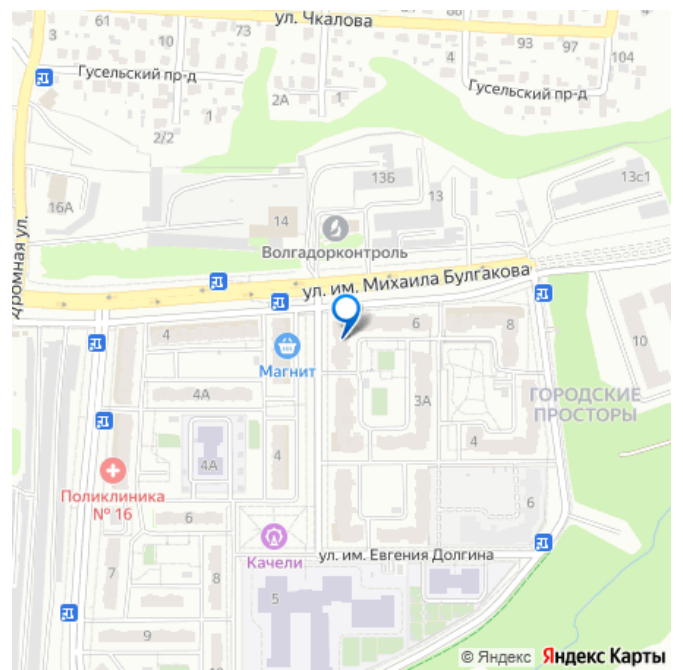 ул. Чкалова
3
61
10
73
4
93
97
104
Гусельский пр-д
Гусельский пр-д
1
2А
1
2/2
16А
14
13Б
13
13с1
Волгадорконтроль
дромная ул.
ул. им. Михаила Булгакова
4
6
8
10
Магнит
4А
3А
ГОРОДСКИЕ
ПРОСТОРЫ
4А
4
4
Поликлиника
№ 16
6
6
Качели
ул. им. Евгения Долгина
7
8
5
9
© Яндекс Яндекс Карты